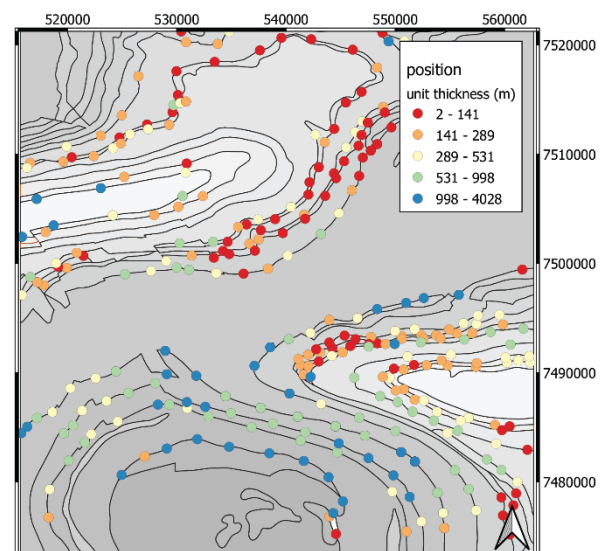 520000 530000 540000 550000 560000
7520000
position
unit thickness (m)
2 - 141
141 - 289
289 - 531
531 - 998
998 - 4028
7510000
7500000
7490000
7480000